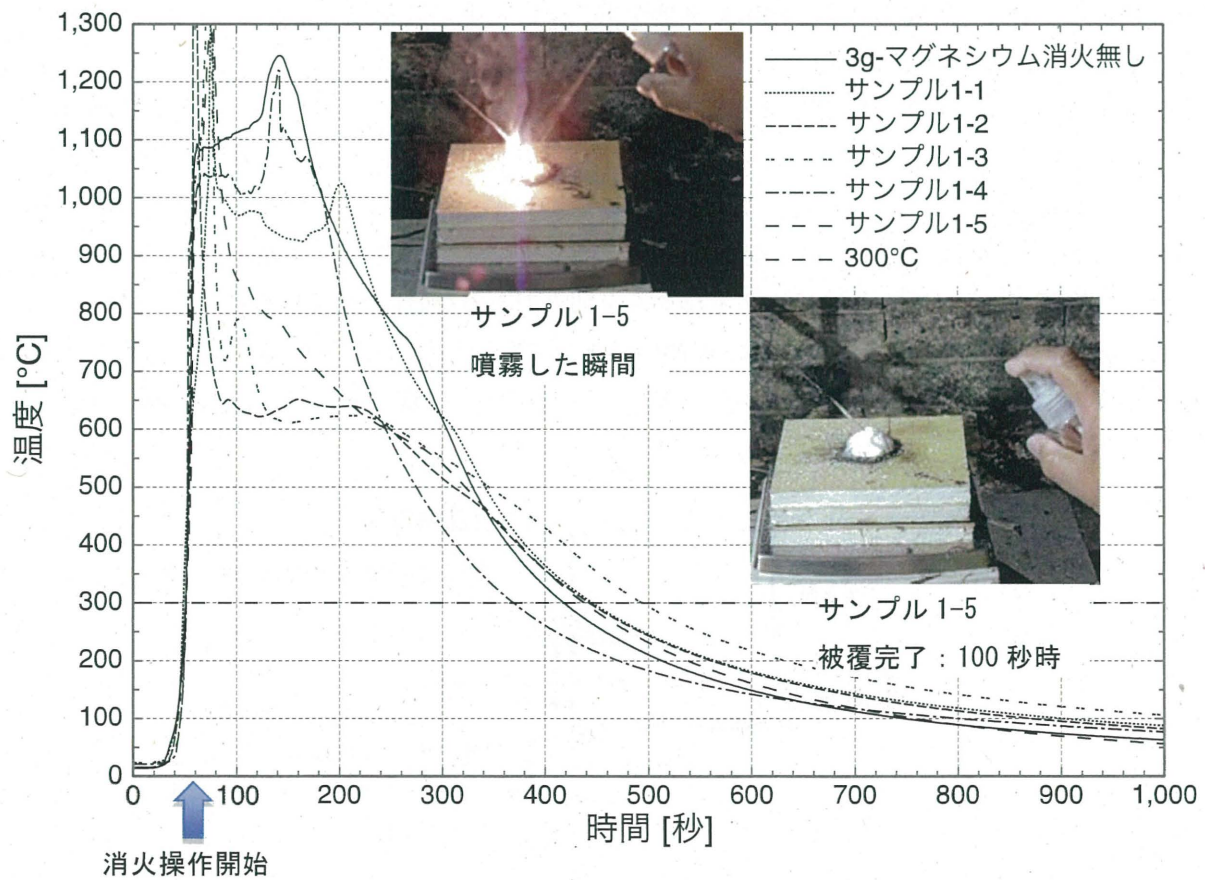 1,300
1,200
1,100
1,000
900
800
700
600
500
400
300
200
100
0
温度 [°C]
3g-マグネシウム消火無し
サンプル1-1
サンプル1-2
サンプル1-3
サンプル1-4
サンプル1-5
300°C
サンプル 1-5
噴霧した瞬間
サンプル 1-5
被覆完了：100 秒時
0 100 200 300 400 500 600 700 800 900 1,000
時間 [秒]
消火操作開始